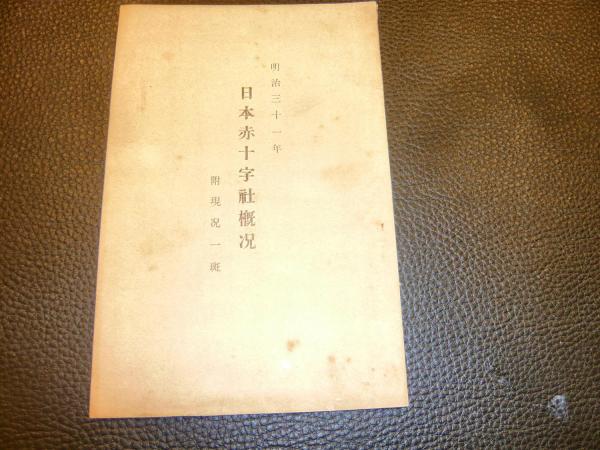 明治三十一年
日本赤十字社概況
附現況一斑